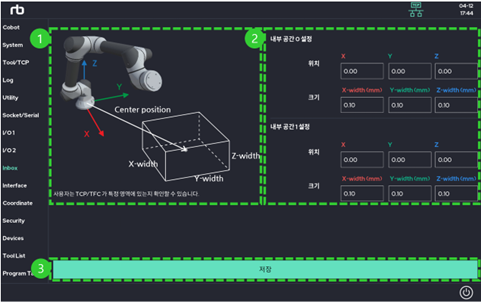 rb
04-12
17:44
Cobot
System
Tool/TCP
Log
Utility
Socket/Serial
I/O 1
I/O 2
Inbox
Interface
Coordinate
Security
Devices
Tool List
Program T
1
Z
Y
X
Center position
X-width
Y-width
Z-width
사용자는 TCP/TFC 가 특정 영역에 있는지 확인할 수 있습니다.
2
내부 공간 0 설정
X Y Z
위치 0.00 0.00 0.00
X-width (mm) Y-width (mm) Z-width (mm)
크기 0.10 0.10 0.10
내부 공간 1 설정
X Y Z
위치 0.00 0.00 0.00
X-width (mm) Y-width (mm) Z-width (mm)
크기 0.10 0.10 0.10
3
저장